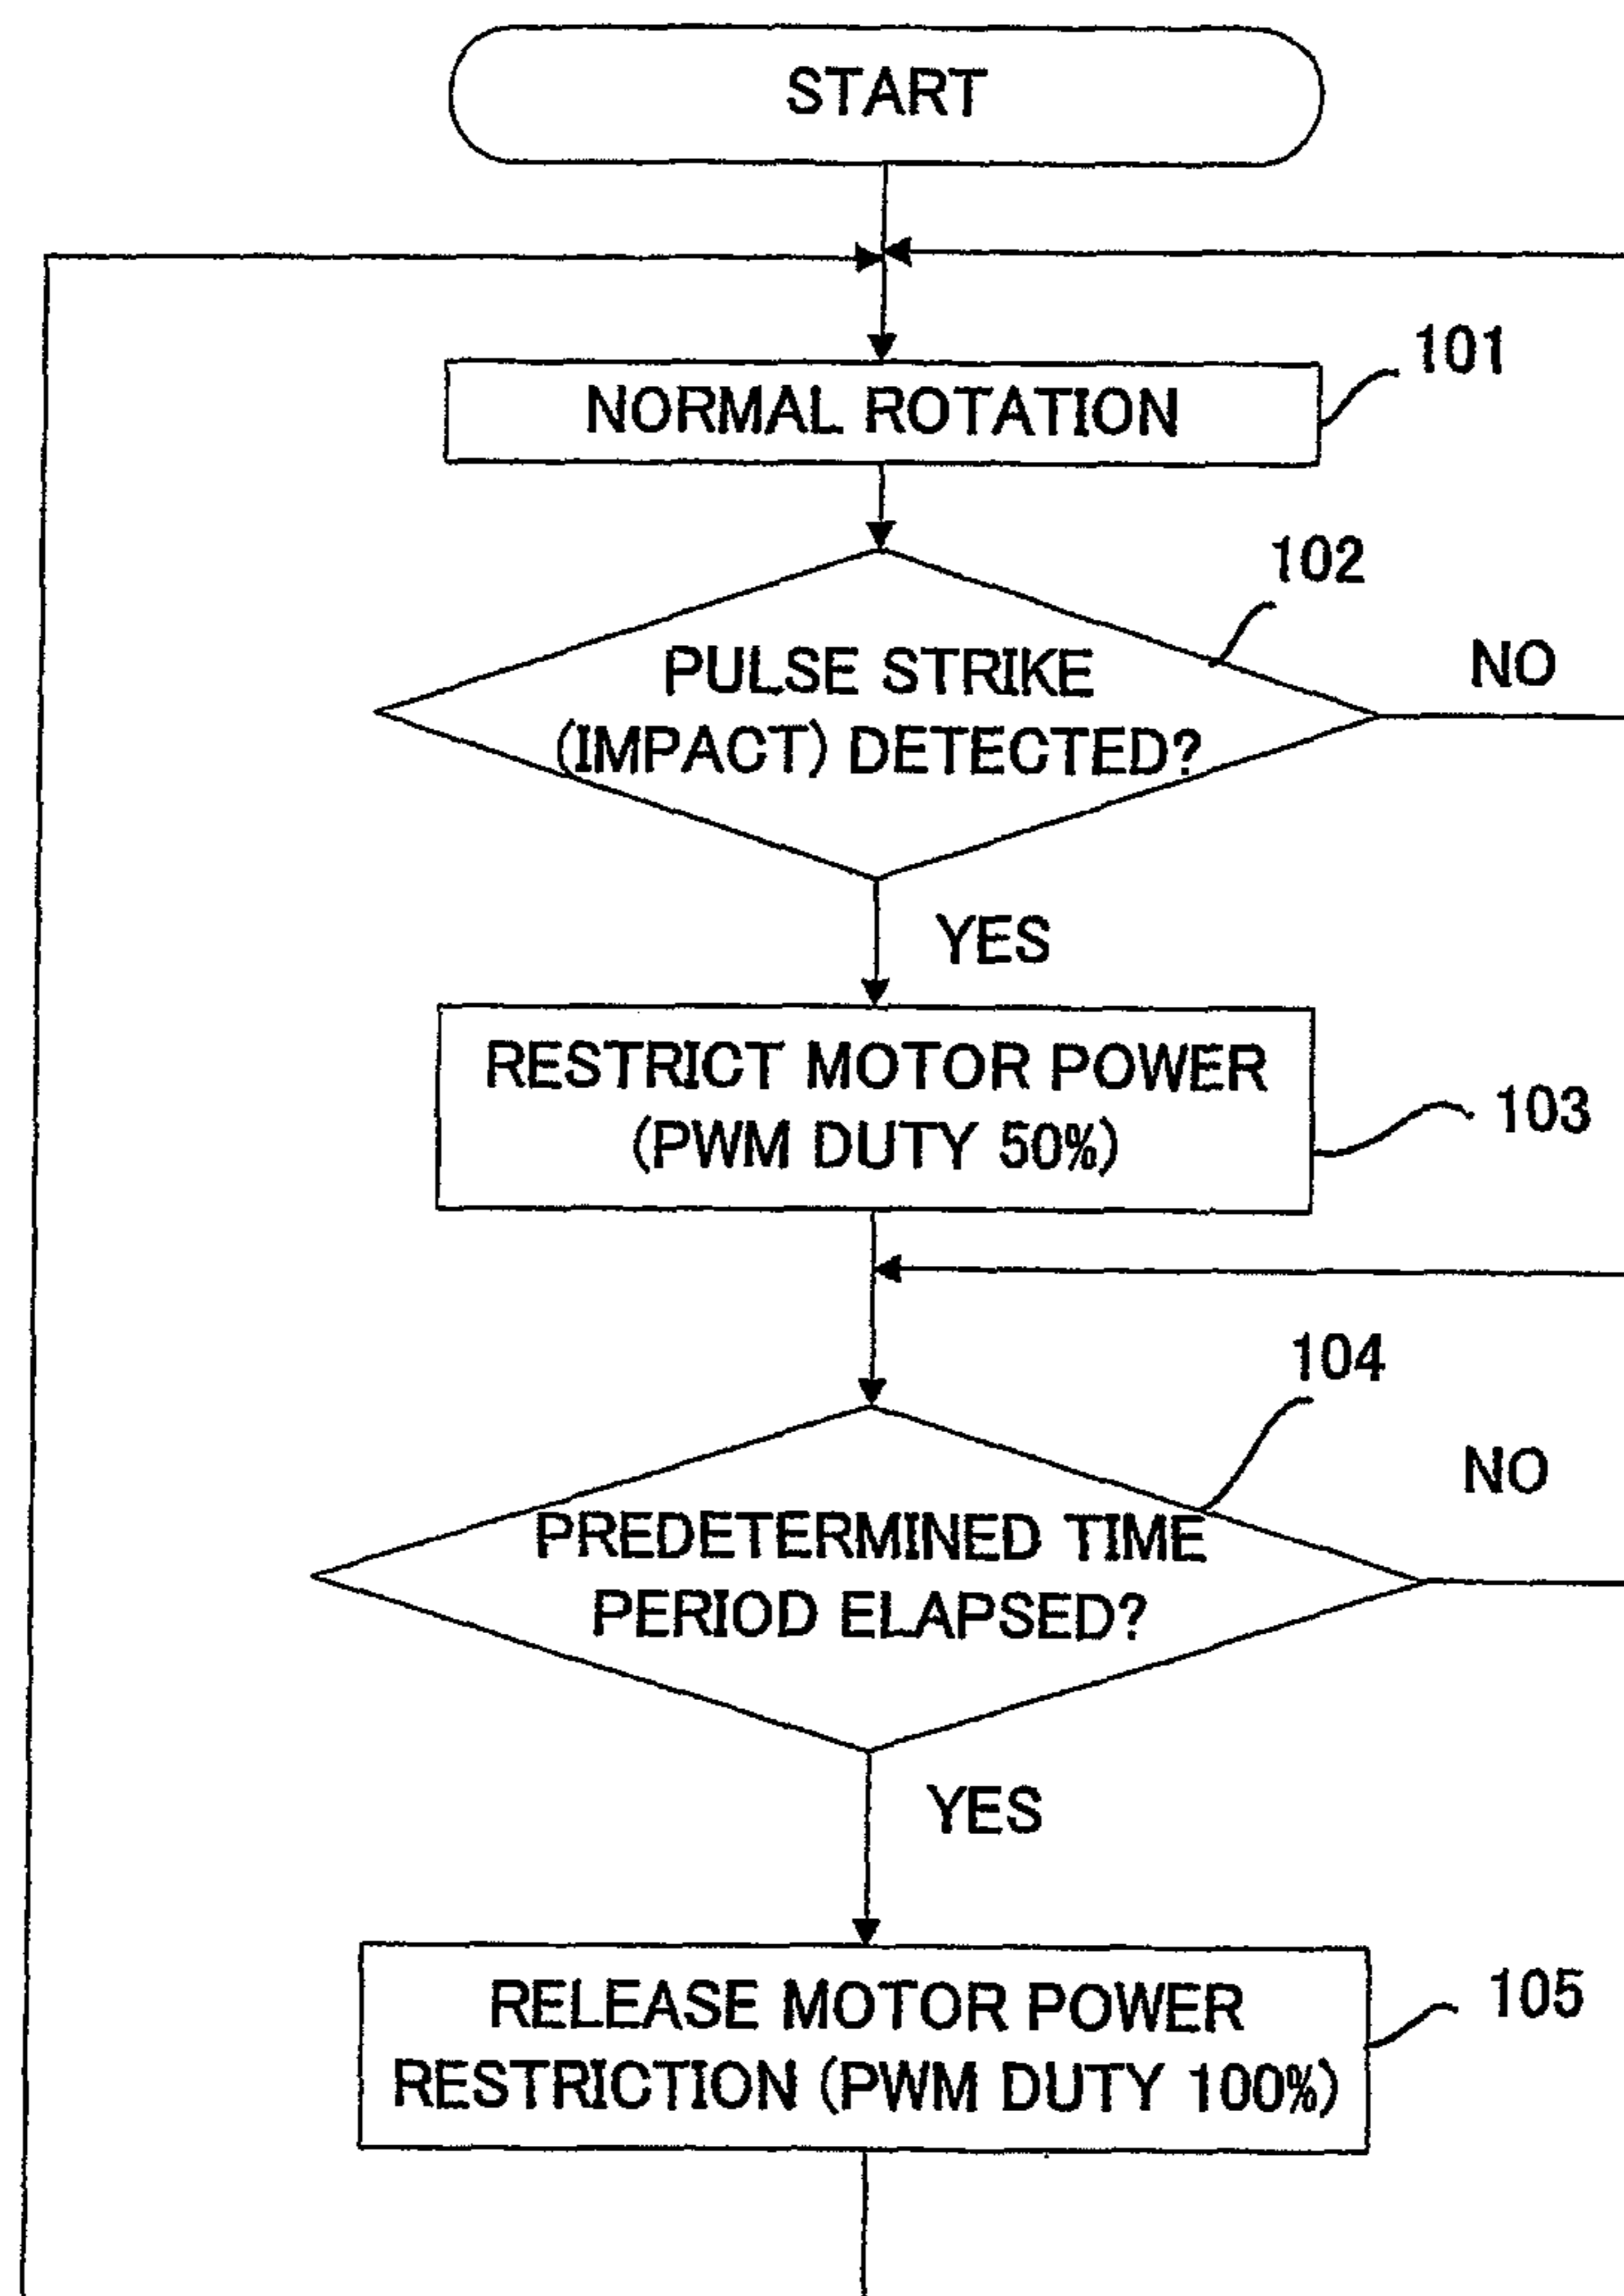 START
NORMAL ROTATION
101
102
PULSE STRIKE
(IMPACT) DETECTED?
NO
YES
RESTRICT MOTOR POWER
(PWM DUTY 50%)
103
104
PREDETERMINED TIME
PERIOD ELAPSED?
NO
YES
RELEASE MOTOR POWER
RESTRICTION (PWM DUTY 100%)
105